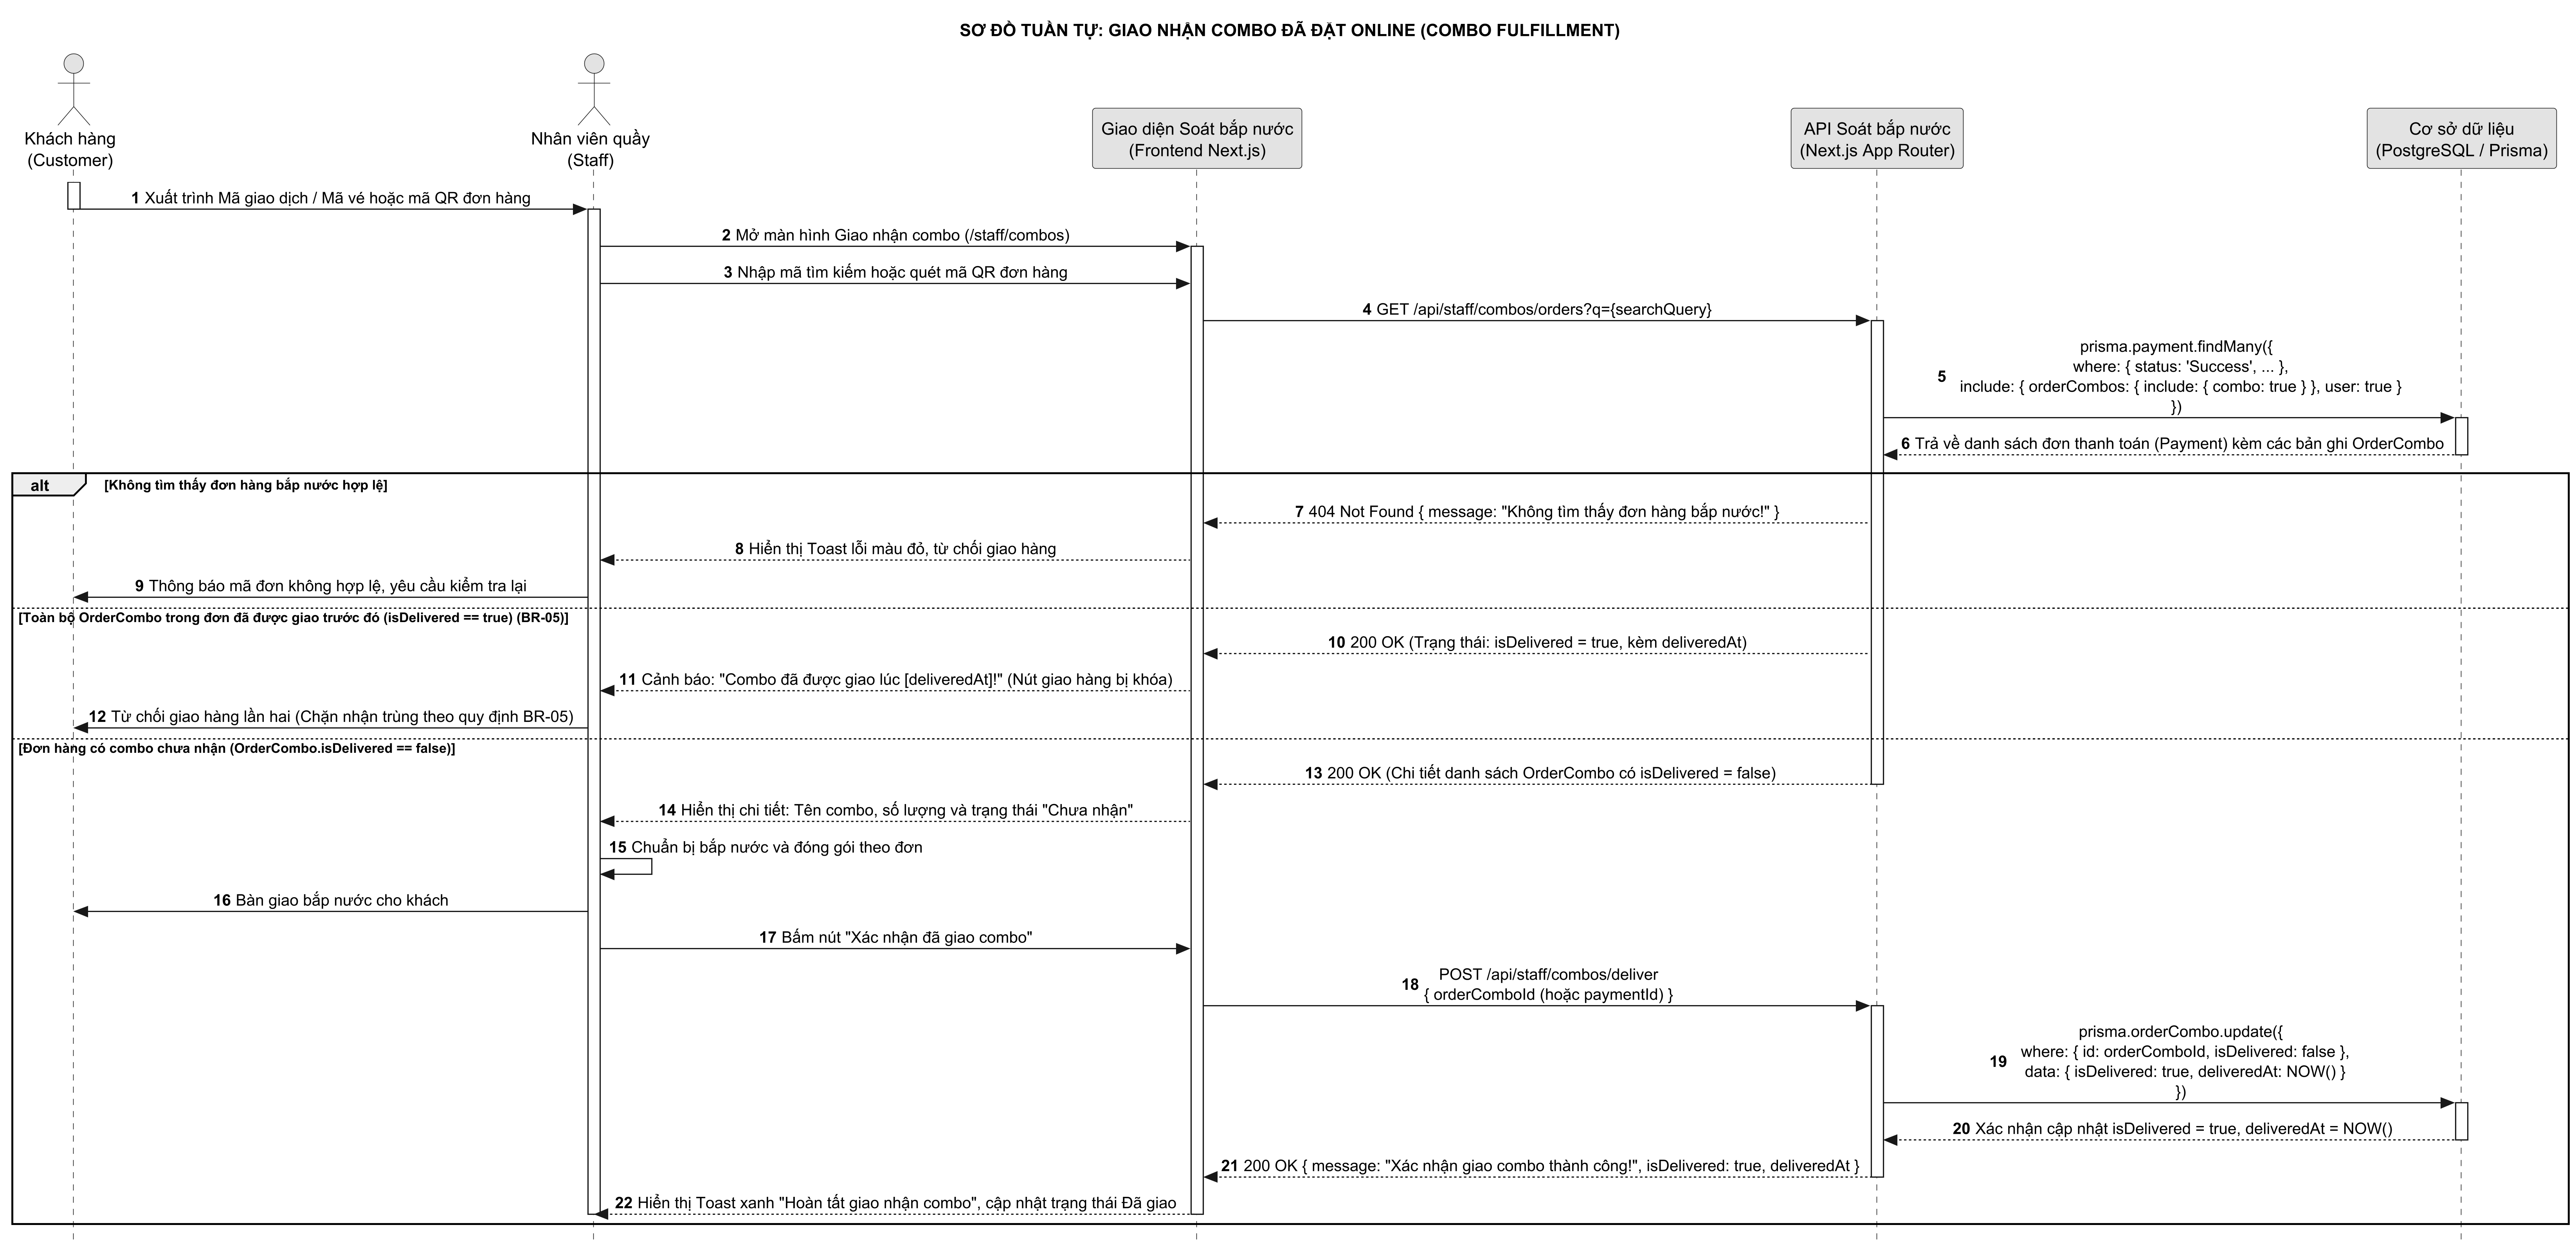 SƠ ĐỒ TUẦN TỰ: GIAO NHẬN COMBO ĐÃ ĐẶT ONLINE (COMBO FULFILLMENT)
Khách hàng
(Customer)
Nhân viên quầy
(Staff)
Giao diện Soát bắp nước
(Frontend Next.js)
API Soát bắp nước
(Next.js App Router)
Cơ sở dữ liệu
(PostgreSQL / Prisma)
1 Xuất trình Mã giao dịch / Mã vé hoặc mã QR đơn hàng
2 Mở màn hình Giao nhận combo (/staff/combos)
3 Nhập mã tìm kiếm hoặc quét mã QR đơn hàng
4 GET /api/staff/combos/orders?q={searchQuery}
prisma.payment.findMany({
where: { status: 'Success', ... },
5 include: { orderCombos: { include: { combo: true } }, user: true }
})
6 Trả về danh sách đơn thanh toán (Payment) kèm các bản ghi OrderCombo
alt [Không tìm thấy đơn hàng bắp nước hợp lệ]
7 404 Not Found { message: "Không tìm thấy đơn hàng bắp nước!" }
8 Hiển thị Toast lỗi màu đỏ, từ chối giao hàng
9 Thông báo mã đơn không hợp lệ, yêu cầu kiểm tra lại
[Toàn bộ OrderCombo trong đơn đã được giao trước đó (isDelivered == true) (BR-05)]
10 200 OK (Trạng thái: isDelivered = true, kèm deliveredAt)
11 Cảnh báo: "Combo đã được giao lúc [deliveredAt]!" (Nút giao hàng bị khóa)
12 Từ chối giao hàng lần hai (Chặn nhận trùng theo quy định BR-05)
[Đơn hàng có combo chưa nhận (OrderCombo.isDelivered == false)]
13 200 OK (Chi tiết danh sách OrderCombo có isDelivered = false)
14 Hiển thị chi tiết: Tên combo, số lượng và trạng thái "Chưa nhận"
15 Chuẩn bị bắp nước và đóng gói theo đơn
16 Bàn giao bắp nước cho khách
17 Bấm nút "Xác nhận đã giao combo"
POST /api/staff/combos/deliver
18 { orderComboId (hoặc paymentId) }
prisma.orderCombo.update({
where: { id: orderComboId, isDelivered: false },
19 data: { isDelivered: true, deliveredAt: NOW() }
})
20 Xác nhận cập nhật isDelivered = true, deliveredAt = NOW()
21 200 OK { message: "Xác nhận giao combo thành công!", isDelivered: true, deliveredAt }
22 Hiển thị Toast xanh "Hoàn tất giao nhận combo", cập nhật trạng thái Đã giao